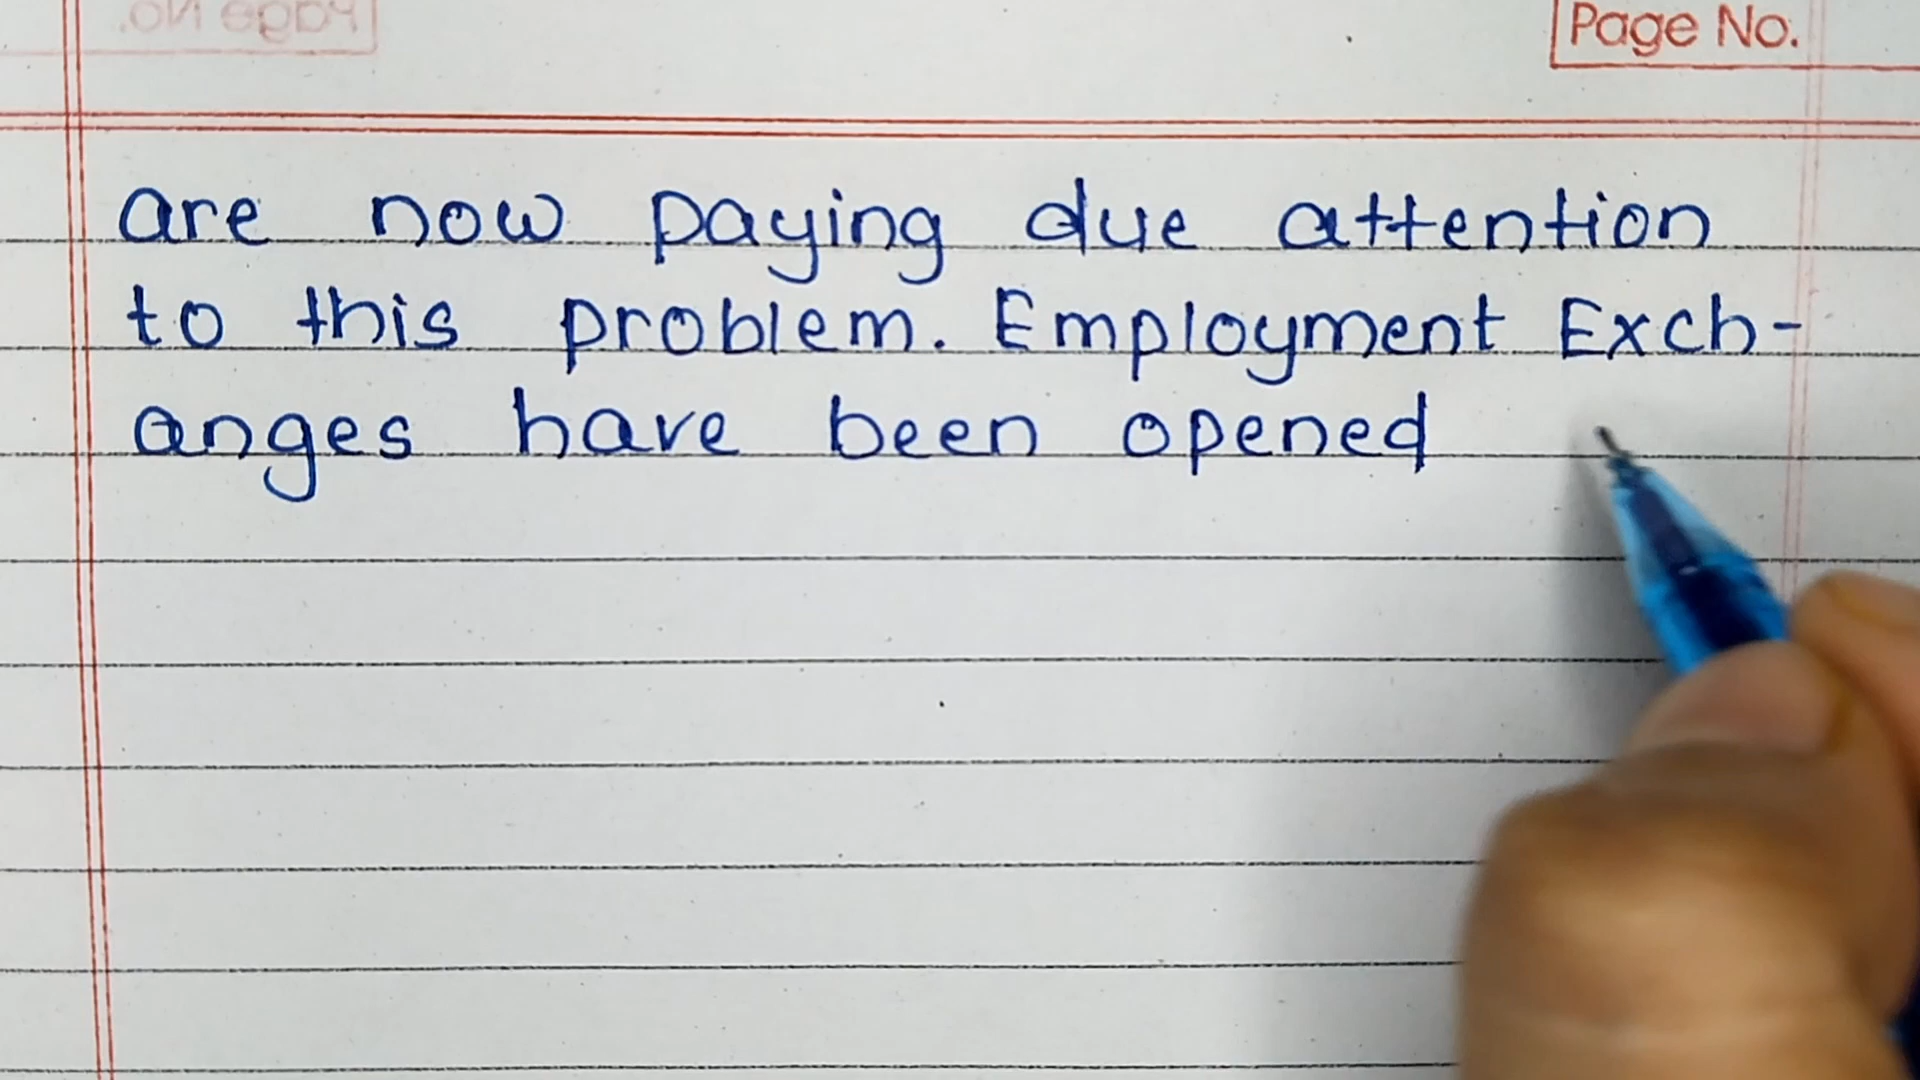 Page No.
are now paying due attention
to this problem. Employment Exch-
anges have been opened